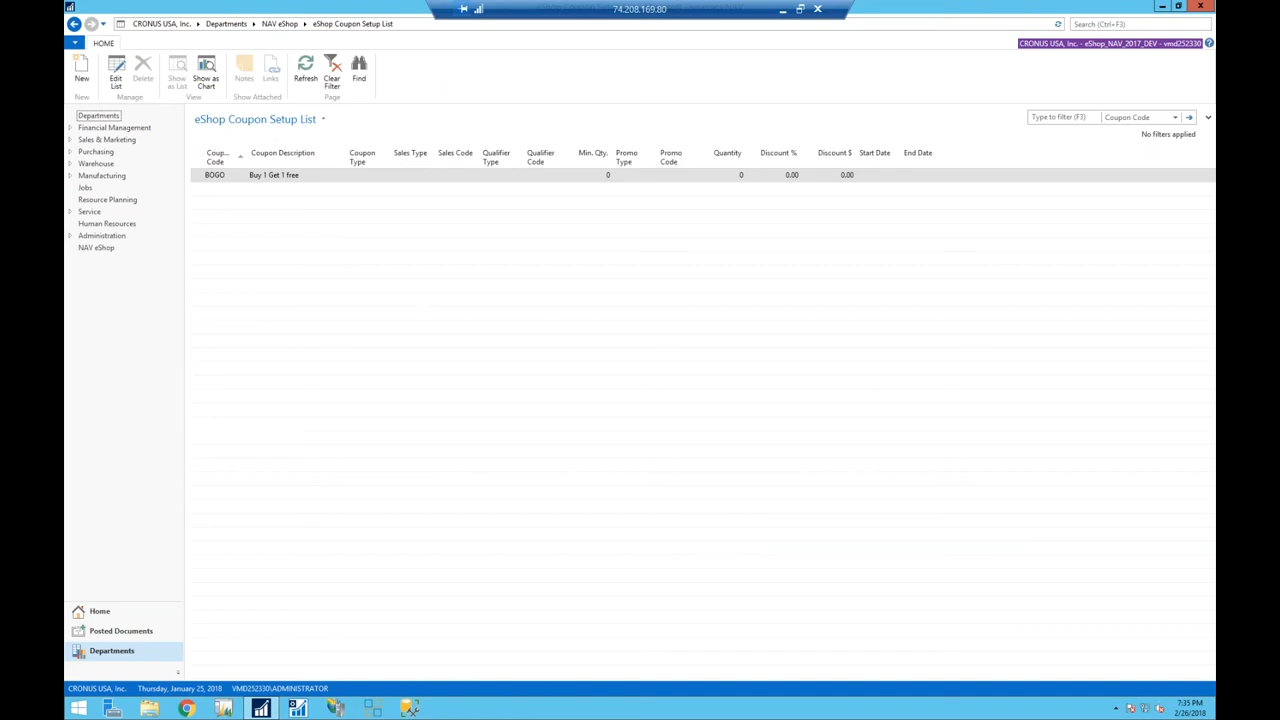 74.208.169.80
CRONUS USA, Inc. Departments NAV eShop eShop Coupon Setup List Search (Ctrl+F3)
HOME CRONUS USA, Inc. - eShop_NAV_2017_DEV - vmd252330
New Edit List Delete Show as List Show as Chart Notes Links Refresh Clear Filter Find
New Manage View Show Attached Page
Departments
Financial Management
Sales & Marketing
Purchasing
Warehouse
Manufacturing
Jobs
Resource Planning
Service
Human Resources
Administration
NAV eShop
eShop Coupon Setup List Type to filter (F3) Coupon Code
No filters applied
Coup... Code Coupon Description Coupon Type Sales Type Sales Code Qualifier Type Qualifier Code Min. Qty. Promo Type Promo Code Quantity Discount % Discount $ Start Date End Date
BOGO Buy 1 Get 1 free 0 0 0.00 0.00
Home
Posted Documents
Departments
CRONUS USA, Inc. Thursday, January 25, 2018 VMD252330\ADMINISTRATOR
7:35 PM
2/26/2018